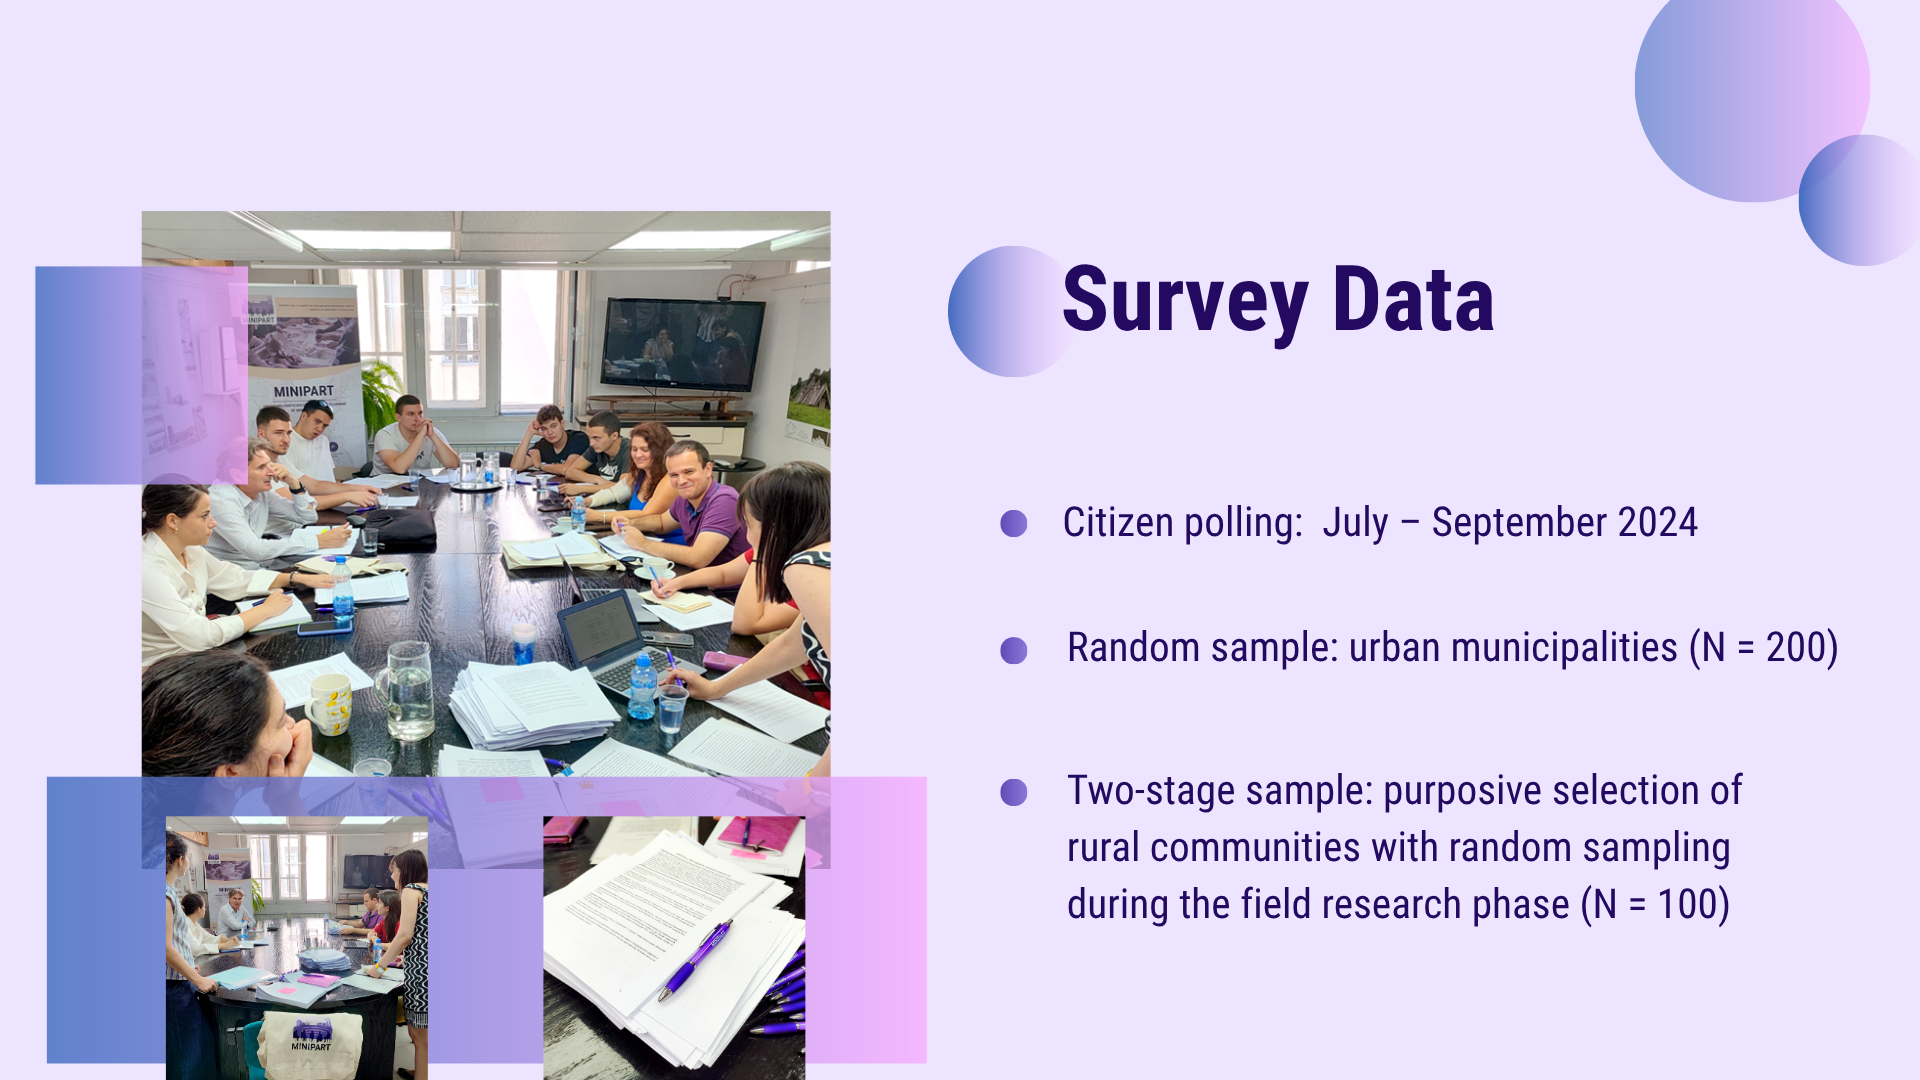 Survey Data
Citizen polling: July – September 2024
Random sample: urban municipalities (N = 200)
Two-stage sample: purposive selection of
rural communities with random sampling
during the field research phase (N = 100)
MINIPART
MINIPART
MINIPART